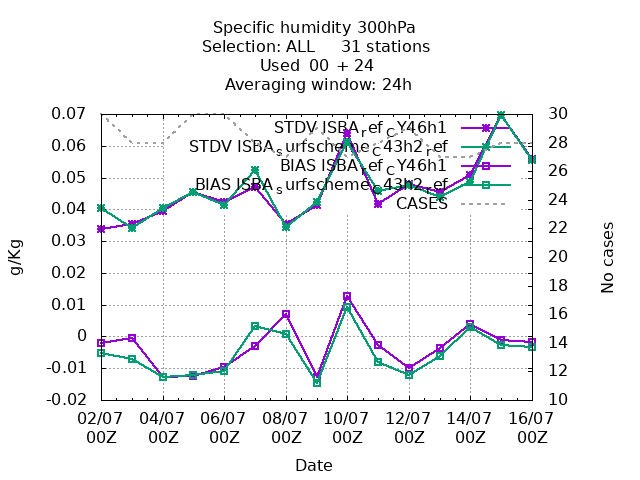 Specific humidity 300hPa
Selection: ALL 31 stations
Used 00 + 24
Averaging window: 24h
0.07
0.06
0.05
0.04
0.03
0.02
0.01
0
-0.01
-0.02
g/Kg
STDV ISBA_ref_CY46h1
STDV ISBA_surfscheme_C43h2_ref
BIAS ISBA_ref_CY46h1
BIAS ISBA_surfscheme_C43h2_ref
CASES
30
28
26
24
22
20
18
16
14
12
10
No cases
02/07 04/07 06/07 08/07 10/07 12/07 14/07 16/07
00Z 00Z 00Z 00Z 00Z 00Z 00Z 00Z
Date